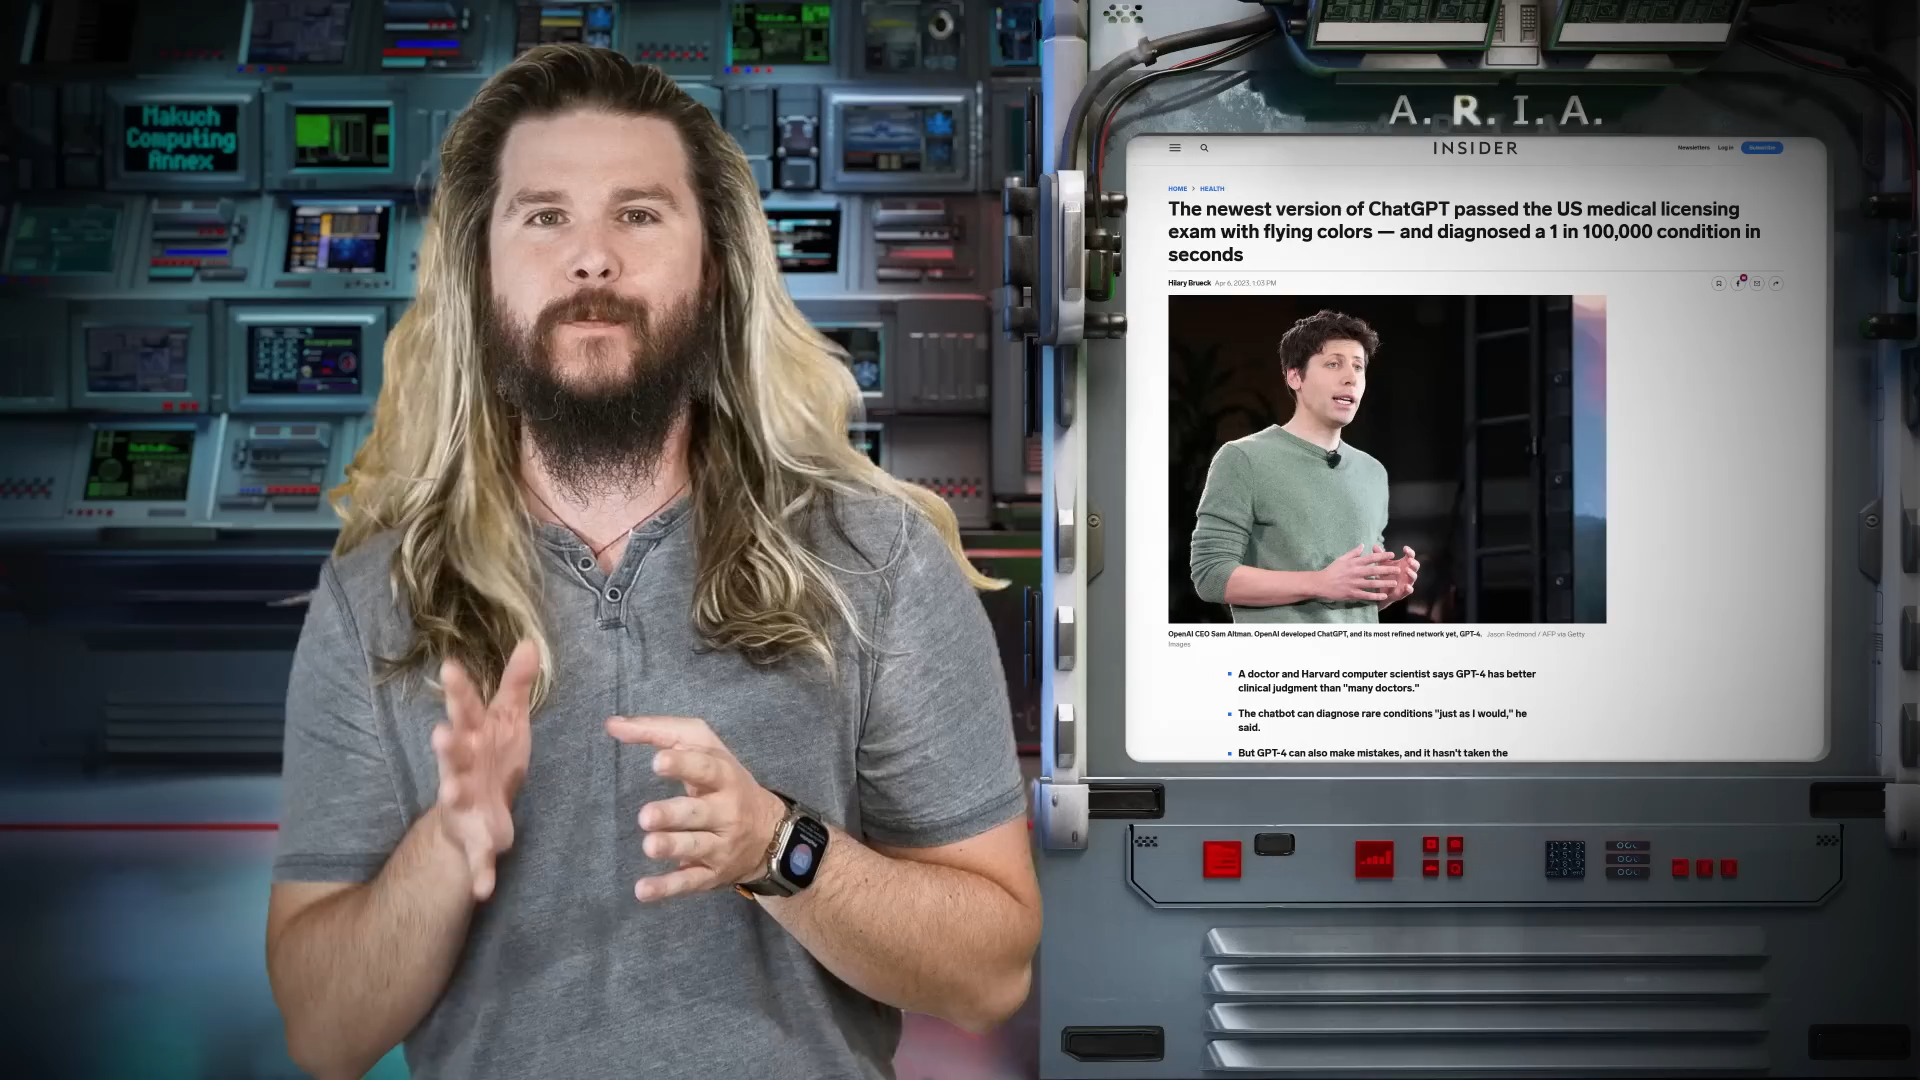 Makuch
Computing
Annex
A.R.I.A.
INSIDER
Newsletters Log in Subscribe
HOME > HEALTH
The newest version of ChatGPT passed the US medical licensing
exam with flying colors — and diagnosed a 1 in 100,000 condition in
seconds
Hilary Brueck Apr 6, 2023, 1:03 PM
OpenAI CEO Sam Altman. OpenAI developed ChatGPT, and its most refined network yet, GPT-4. Jason Redmond / AFP via Getty
Images
A doctor and Harvard computer scientist says GPT-4 has better
clinical judgment than "many doctors."
The chatbot can diagnose rare conditions "just as I would," he
said.
But GPT-4 can also make mistakes, and it hasn't taken the